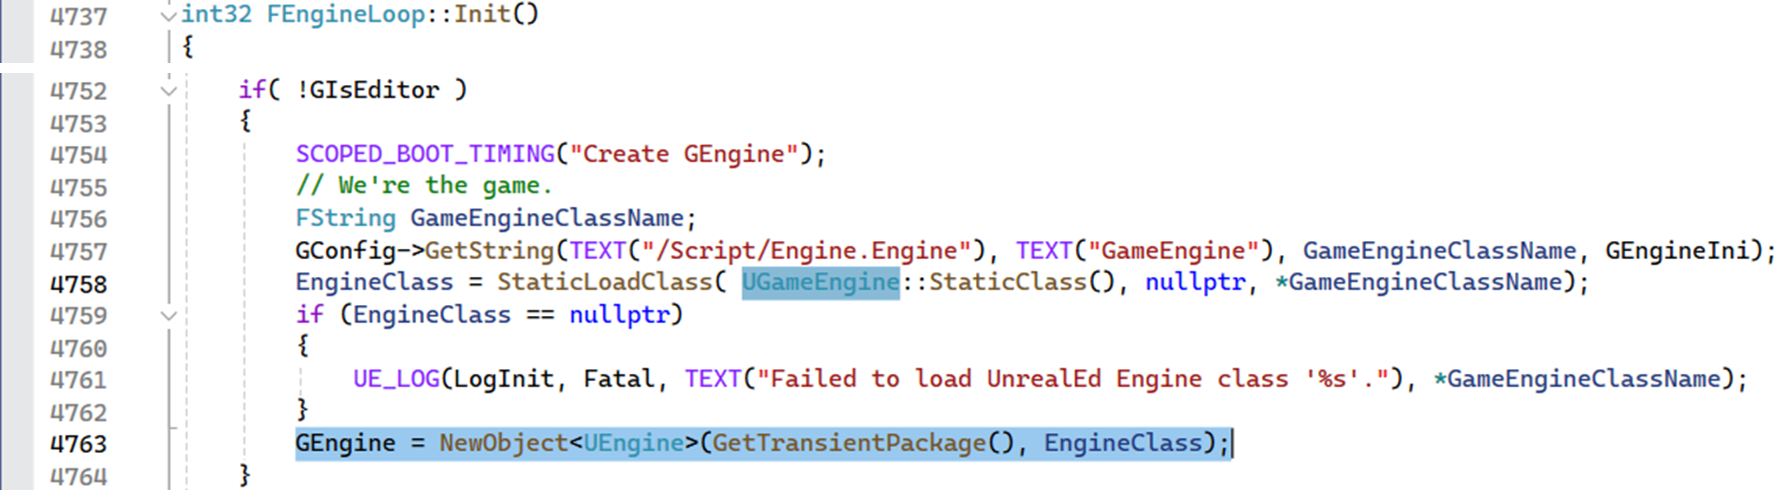 4737 int32 FEngineLoop::Init()
4738 {
4752 if( !GIsEditor )
4753 {
4754 SCOPED_BOOT_TIMING("Create GEngine");
4755 // We're the game.
4756 FString GameEngineClassName;
4757 GConfig->GetString(TEXT("/Script/Engine.Engine"), TEXT("GameEngine"), GameEngineClassName, GEngineIni);
4758 EngineClass = StaticLoadClass( UGameEngine::StaticClass(), nullptr, *GameEngineClassName);
4759 if (EngineClass == nullptr)
4760 {
4761 UE_LOG(LogInit, Fatal, TEXT("Failed to load UnrealEd Engine class '%s'."), *GameEngineClassName);
4762 }
4763 GEngine = NewObject<UEngine>(GetTransientPackage(), EngineClass);
4764 }